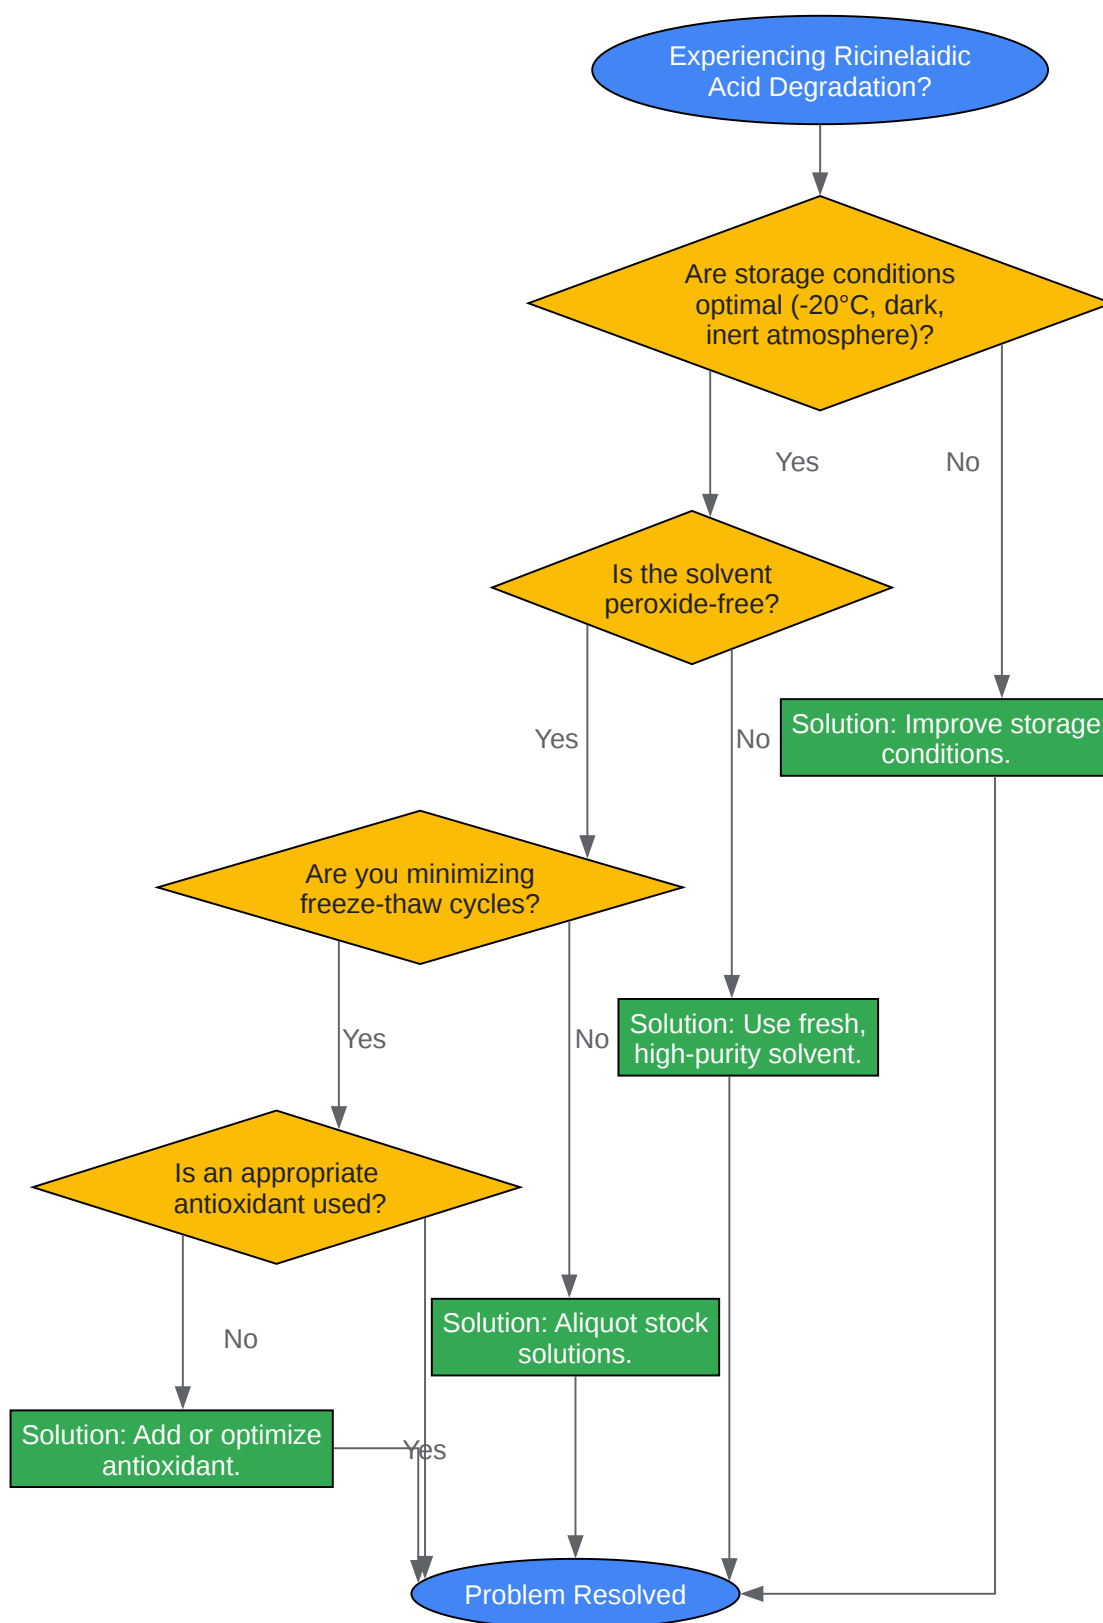 Experiencing Ricinelaidic
Acid Degradation?
Are storage conditions
optimal (-20°C, dark,
inert atmosphere)?
Yes
No
Is the solvent
peroxide-free?
Solution: Improve storage
conditions.
Yes
No
Are you minimizing
freeze-thaw cycles?
Solution: Use fresh,
high-purity solvent.
Yes
No
Is an appropriate
antioxidant used?
Solution: Aliquot stock
solutions.
No
Solution: Add or optimize
antioxidant.
Yes
Problem Resolved